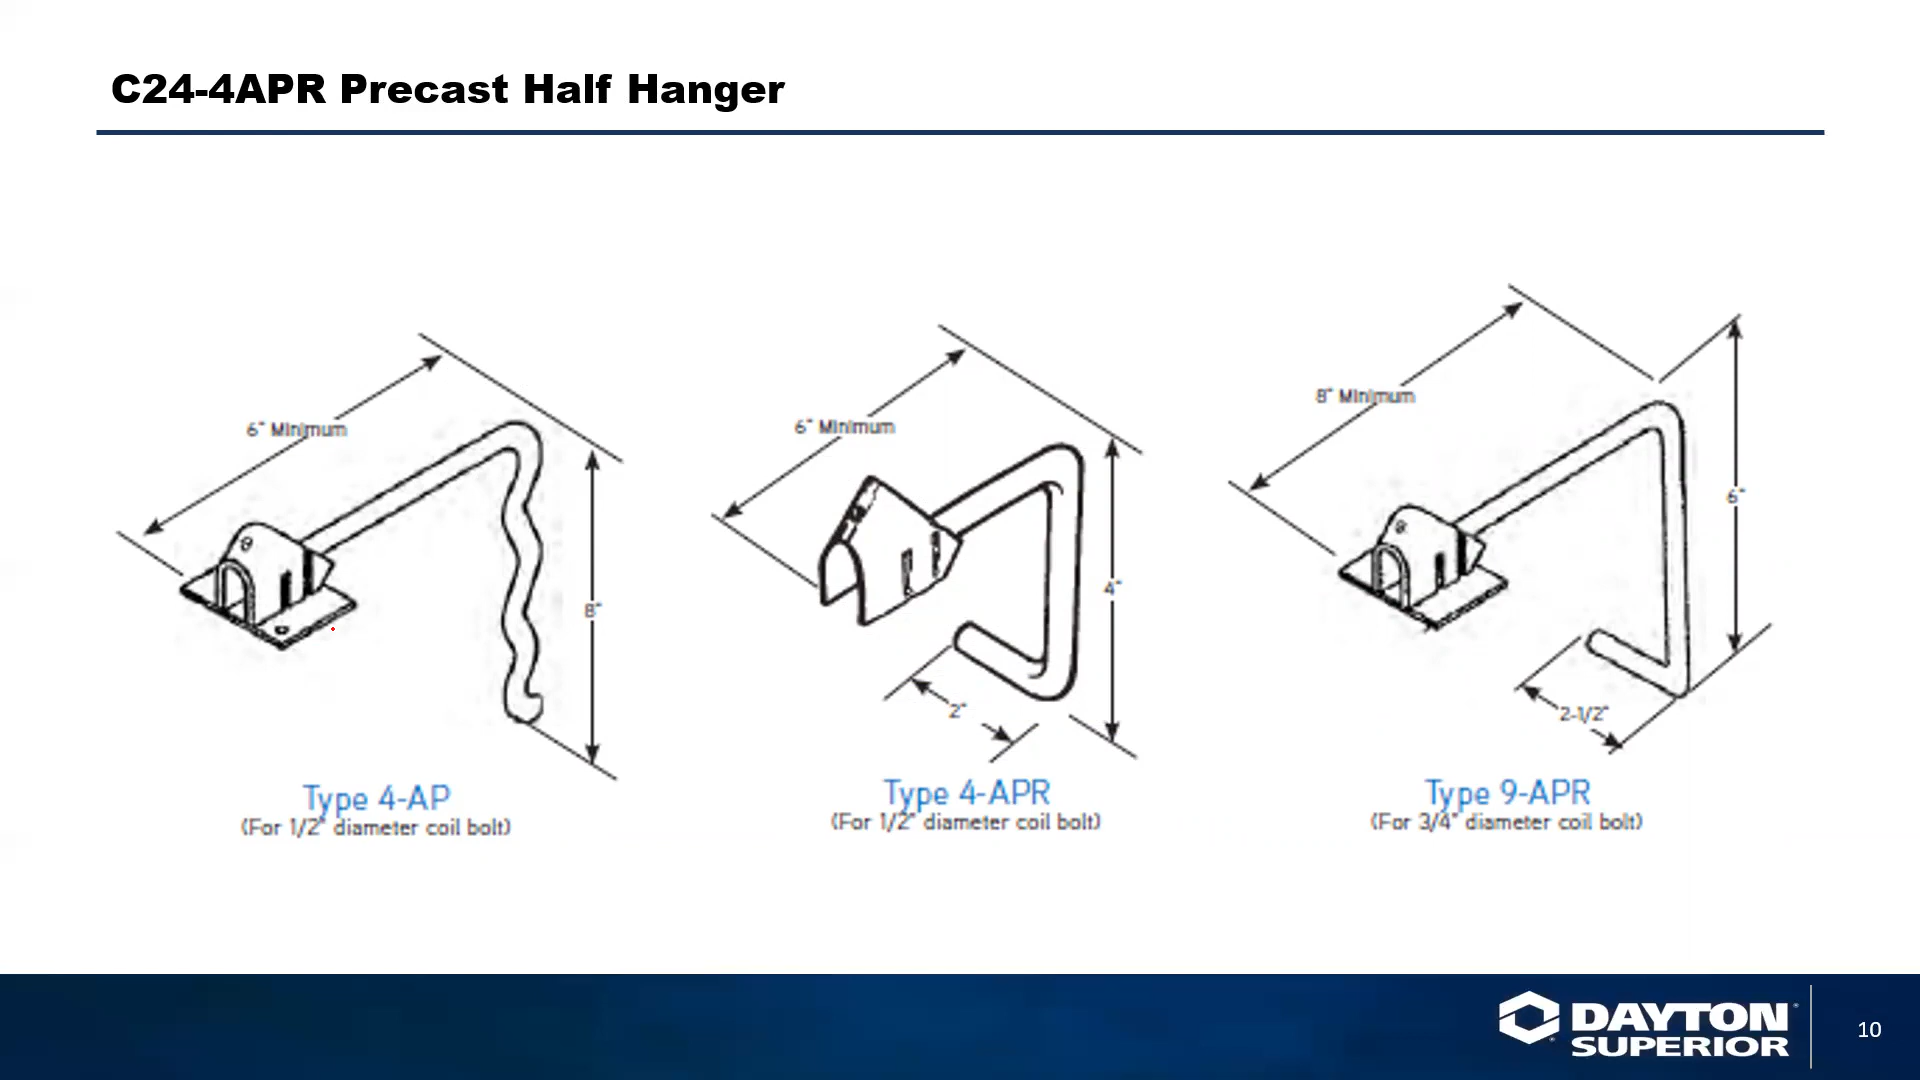 C24-4APR Precast Half Hanger
6" Minimum
8"
Type 4-AP
(For 1/2" diameter coil bolt)
6" Minimum
4"
2"
Type 4-APR
(For 1/2" diameter coil bolt)
8" Minimum
6"
2-1/2"
Type 9-APR
(For 3/4" diameter coil bolt)
DAYTON
SUPERIOR
10